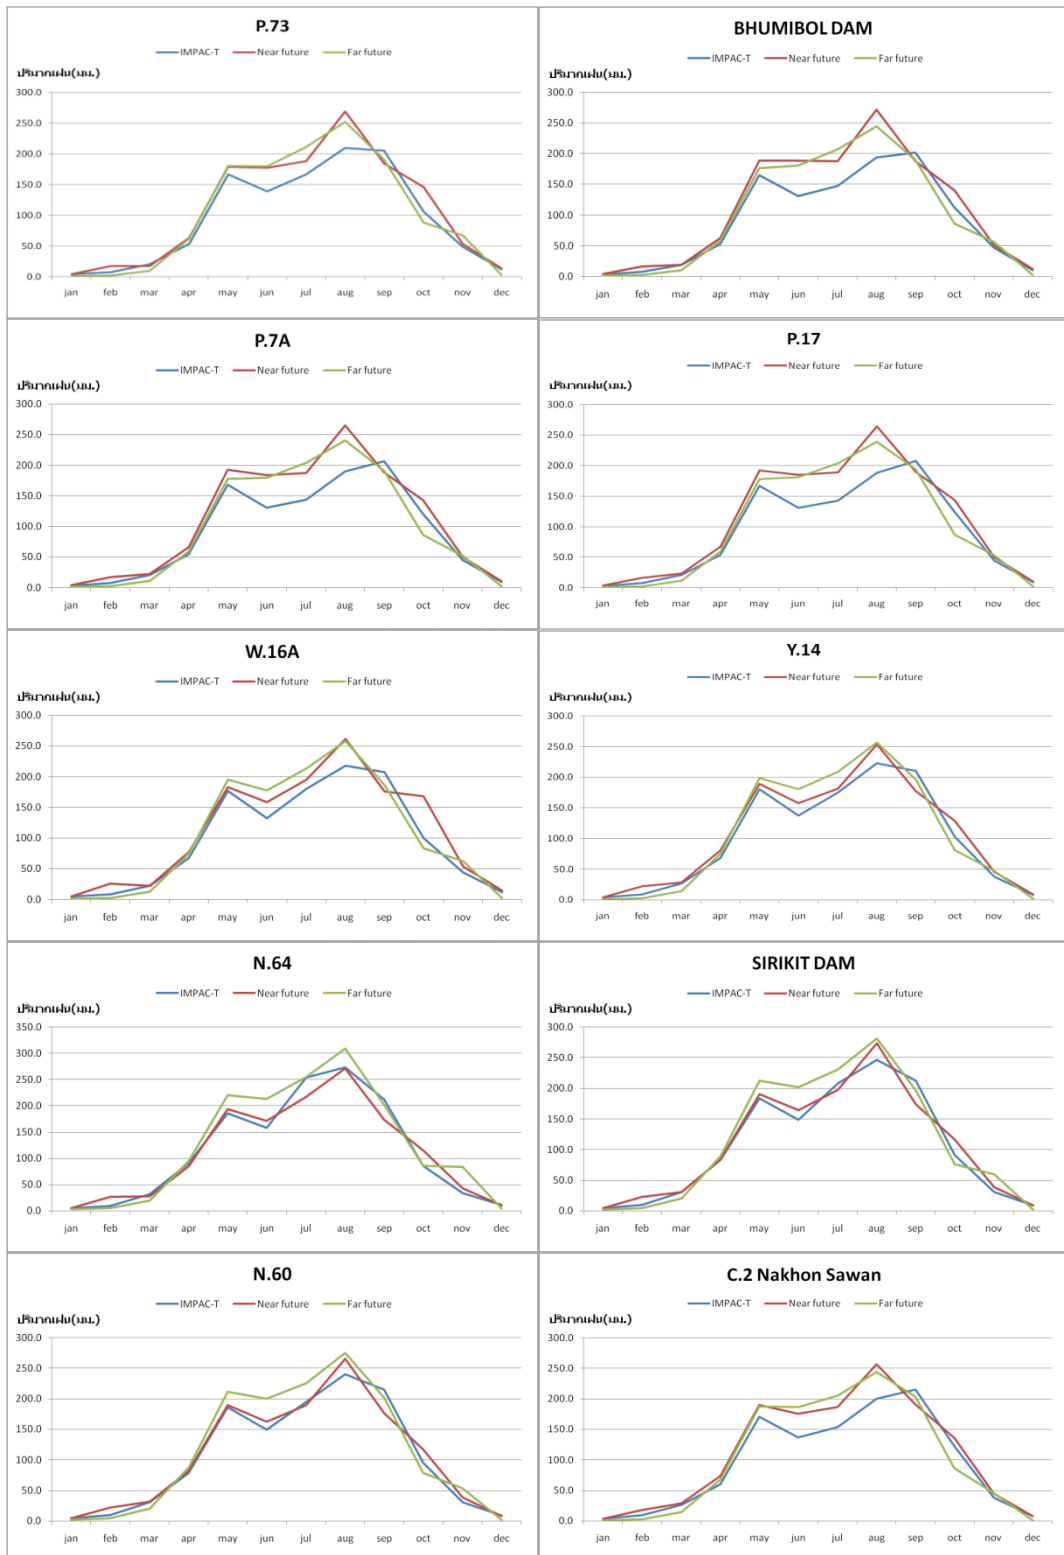 P.73
IMPAC-T Near future Far future
ปริมาณฝน(มม.)
300.0
250.0
200.0
150.0
100.0
50.0
0.0
jan feb mar apr may jun jul aug sep oct nov dec
BHUMIBOL DAM
IMPAC-T Near future Far future
ปริมาณฝน(มม.)
300.0
250.0
200.0
150.0
100.0
50.0
0.0
jan feb mar apr may jun jul aug sep oct nov dec
P.7A
IMPAC-T Near future Far future
ปริมาณฝน(มม.)
300.0
250.0
200.0
150.0
100.0
50.0
0.0
jan feb mar apr may jun jul aug sep oct nov dec
P.17
IMPAC-T Near future Far future
ปริมาณฝน(มม.)
300.0
250.0
200.0
150.0
100.0
50.0
0.0
jan feb mar apr may jun jul aug sep oct nov dec
W.16A
IMPAC-T Near future Far future
ปริมาณฝน(มม.)
300.0
250.0
200.0
150.0
100.0
50.0
0.0
jan feb mar apr may jun jul aug sep oct nov dec
Y.14
IMPAC-T Near future Far future
ปริมาณฝน(มม.)
300.0
250.0
200.0
150.0
100.0
50.0
0.0
jan feb mar apr may jun jul aug sep oct nov dec
N.64
IMPAC-T Near future Far future
ปริมาณฝน(มม.)
350.0
300.0
250.0
200.0
150.0
100.0
50.0
0.0
jan feb mar apr may jun jul aug sep oct nov dec
SIRIKIT DAM
IMPAC-T Near future Far future
ปริมาณฝน(มม.)
300.0
250.0
200.0
150.0
100.0
50.0
0.0
jan feb mar apr may jun jul aug sep oct nov dec
N.60
IMPAC-T Near future Far future
ปริมาณฝน(มม.)
300.0
250.0
200.0
150.0
100.0
50.0
0.0
jan feb mar apr may jun jul aug sep oct nov dec
C.2 Nakhon Sawan
IMPAC-T Near future Far future
ปริมาณฝน(มม.)
300.0
250.0
200.0
150.0
100.0
50.0
0.0
jan feb mar apr may jun jul aug sep oct nov dec